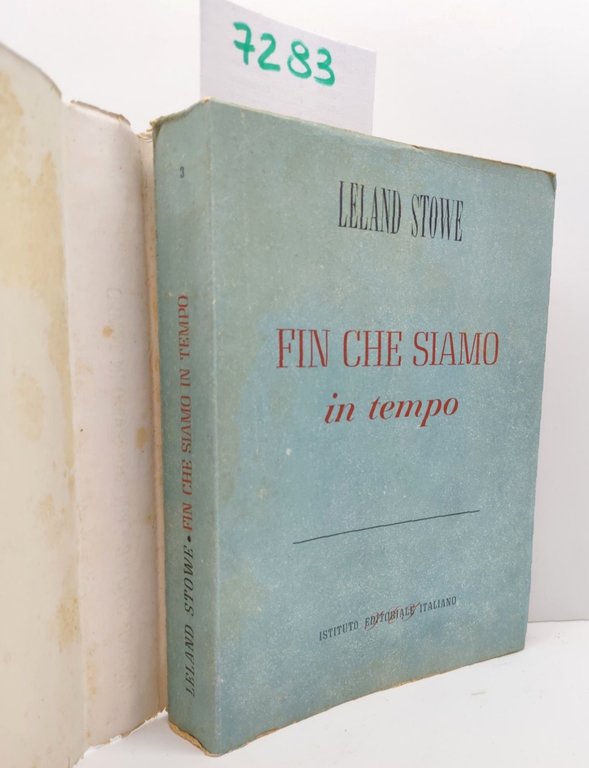 7283
LELAND STOWE
FIN CHE SIAMO
in tempo
ISTITUTO EDITORIALE ITALIANO
3
LELAND STOWE • FIN CHE SIAMO IN TEMPO